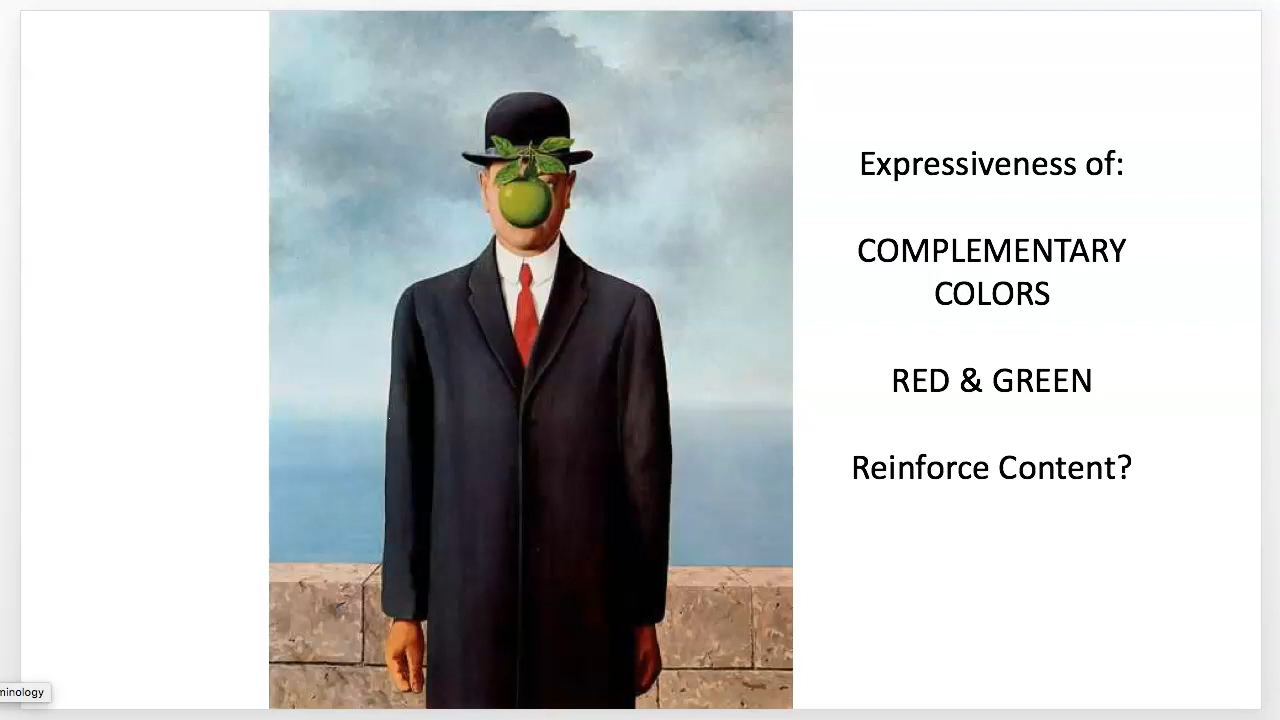 Expressiveness of:
COMPLEMENTARY
COLORS
RED & GREEN
Reinforce Content?
minology